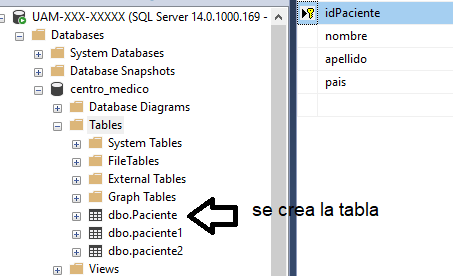 UAM-XXX-XXXXX (SQL Server 14.0.1000.169 -
Databases
System Databases
Database Snapshots
centro_medico
Database Diagrams
Tables
System Tables
FileTables
External Tables
Graph Tables
dbo.Paciente
dbo.paciente1
dbo.paciente2
Views
idPaciente
nombre
apellido
pais
se crea la tabla